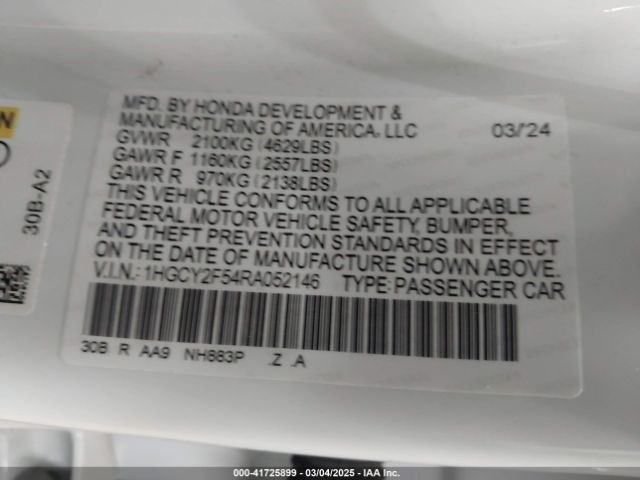 MFD. BY HONDA DEVELOPMENT &
MANUFACTURING OF AMERICA, LLC 03/'24
GVWR 2100KG (4629LBS)
GAWR F 1160KG (2557LBS)
GAWR R 970KG (2138LBS)
THIS VEHICLE CONFORMS TO ALL APPLICABLE
FEDERAL MOTOR VEHICLE SAFETY, BUMPER,
AND THEFT PREVENTION STANDARDS IN EFFECT
ON THE DATE OF MANUFACTURE SHOWN ABOVE.
V.I.N.: 1HGCY2F54RA052146 TYPE: PASSENGER CAR
30B R AA9 NH883P .Z .A
30B-A2
000-41725899 - 03/04/2025 - IAA Inc.